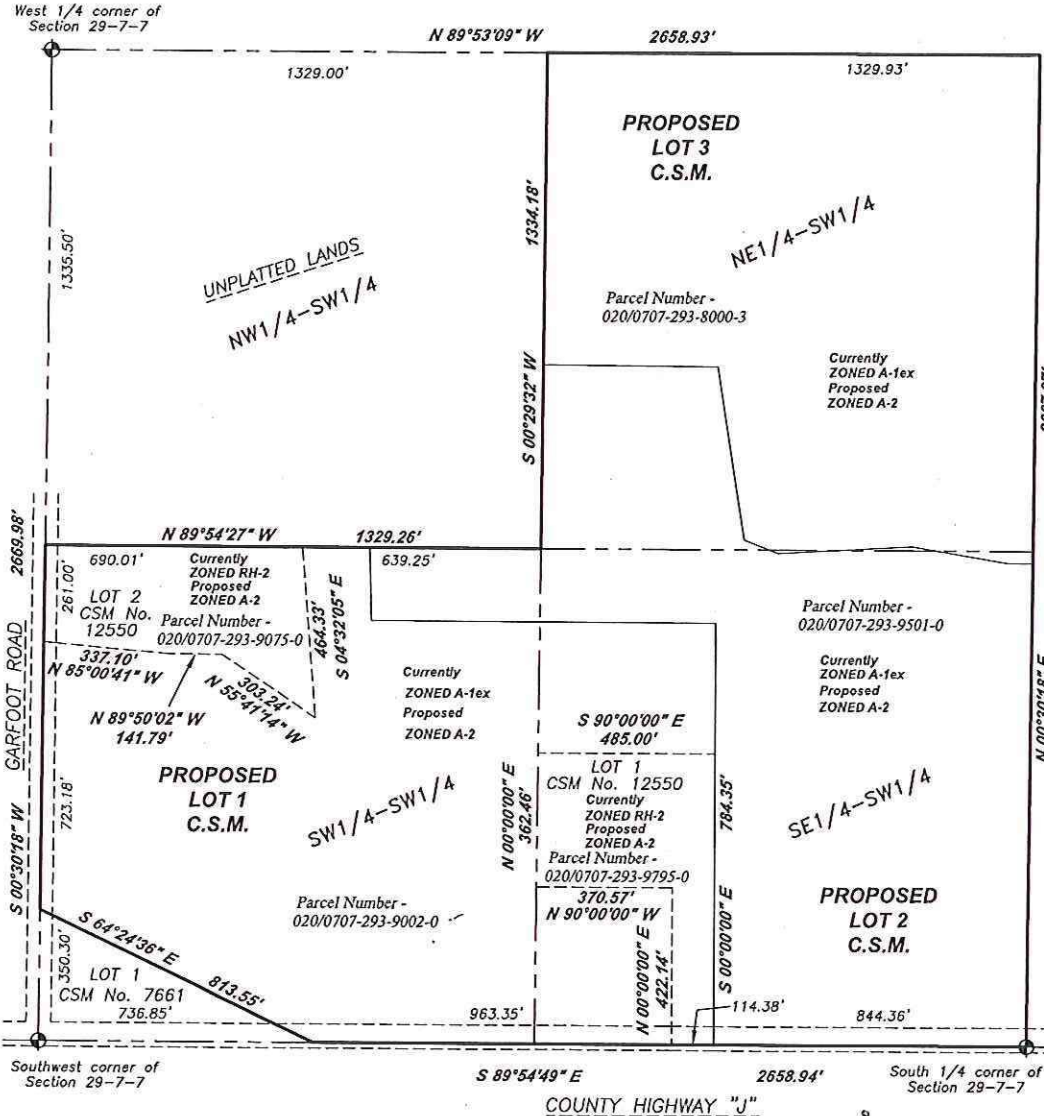 West 1/4 corner of
Section 29-7-7
N 89°53'09" W
2658.93'
1329.00'
1329.93'
PROPOSED
LOT 3
C.S.M.
1334.18'
NE1/4-SW1/4
1335.50'
UNPLATTED LANDS
NW1/4-SW1/4
Parcel Number -
020/0707-293-8000-3
Currently
ZONED A-1ex
Proposed
ZONED A-2
S 00°29'32" W
2669.98'
N 89°54'27" W
1329.26'
690.01'
639.25'
261.00'
LOT 2
CSM No.
12550
Currently
ZONED RH-2
Proposed
ZONED A-2
Parcel Number -
020/0707-293-9075-0
464.33'
S 04°32'05" E
337.10'
N 85°00'41" W
303.24'
N 55°41'14" W
N 89°50'02" W
141.79'
Parcel Number -
020/0707-293-9501-0
Currently
ZONED A-1ex
Proposed
ZONED A-2
Currently
ZONED A-1ex
Proposed
ZONED A-2
N 00°30'18" E
GARFOOT ROAD
S 00°30'18" W
723.18'
PROPOSED
LOT 1
C.S.M.
SW1/4-SW1/4
S 90°00'00" E
485.00'
N 00°00'00" E
362.46'
LOT 1
CSM No. 12550
Currently
ZONED RH-2
Proposed
ZONED A-2
Parcel Number -
020/0707-293-9795-0
784.35'
S 00°00'00" E
SE1/4-SW1/4
370.57'
N 90°00'00" W
N 00°00'00" E
422.14'
PROPOSED
LOT 2
C.S.M.
Parcel Number -
020/0707-293-9002-0
S 64°24'36" E
813.55'
350.30'
LOT 1
CSM No. 7661
736.85'
963.35'
114.38'
844.36'
Southwest corner of
Section 29-7-7
S 89°54'49" E
2658.94'
South 1/4 corner of
Section 29-7-7
COUNTY HIGHWAY "J"